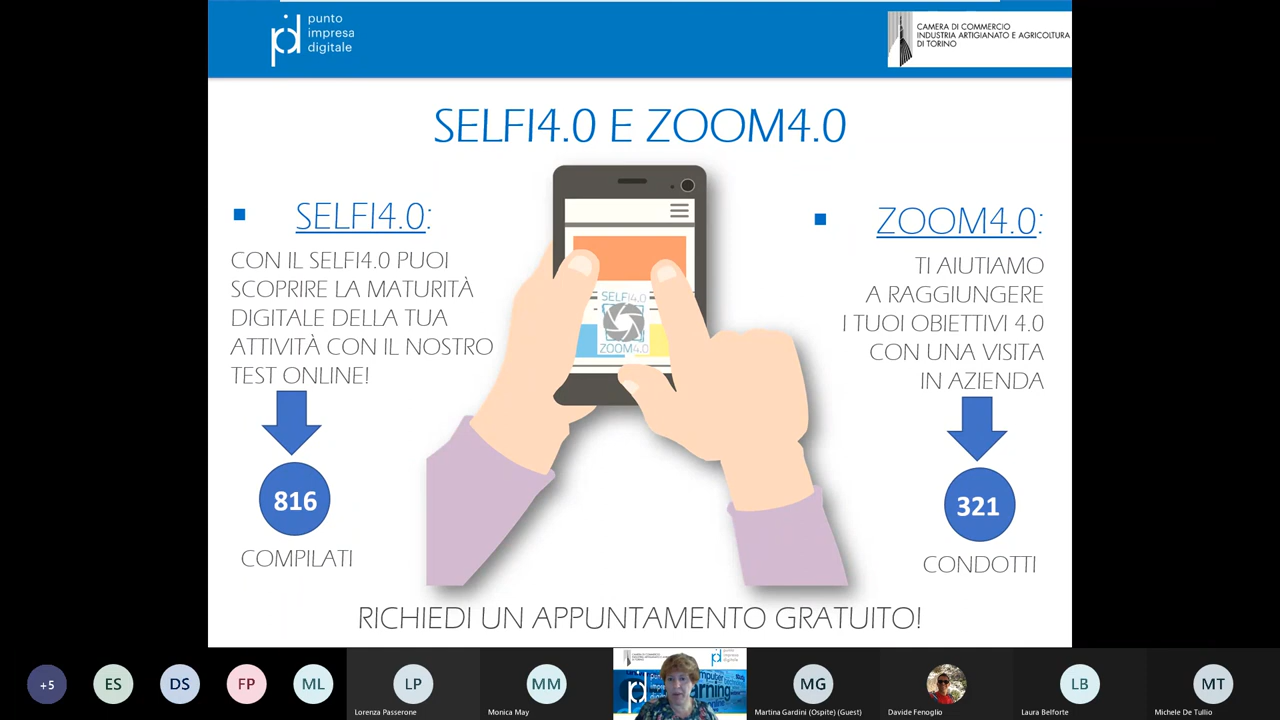 punto
impresa
digitale
CAMERA DI COMMERCIO
INDUSTRIA ARTIGIANATO E AGRICOLTURA
DI TORINO
SELFI4.0 E ZOOM4.0
SELFI4.0:
CON IL SELFI4.0 PUOI
SCOPRIRE LA MATURITÀ
DIGITALE DELLA TUA
ATTIVITÀ CON IL NOSTRO
TEST ONLINE!
816
COMPILATI
SELFI4.0
ZOOM4.0
ZOOM4.0:
TI AIUTIAMO
A RAGGIUNGERE
I TUOI OBIETTIVI 4.0
CON UNA VISITA
IN AZIENDA
321
CONDOTTI
RICHIEDI UN APPUNTAMENTO GRATUITO!
+5
ES
DS
FP
ML
LP
Lorenza Passerone
MM
Monica May
punto
impresa
digitale
MG
Martina Gardini (Ospite) (Guest)
Davide Fenoglio
LB
Laura Belforte
MT
Michele De Tullio